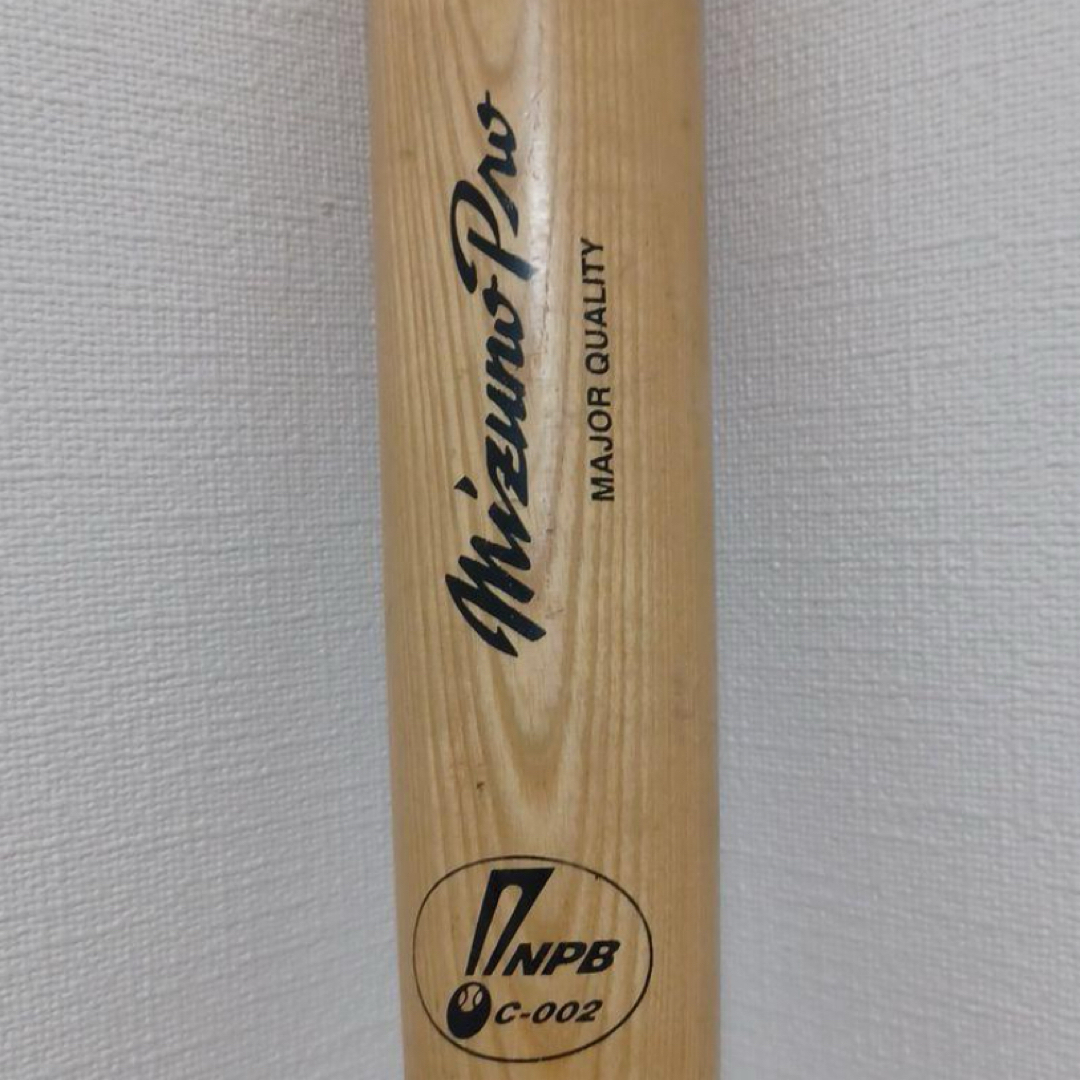 Mizuno Pro
MAJOR QUALITY
NPB
C-002